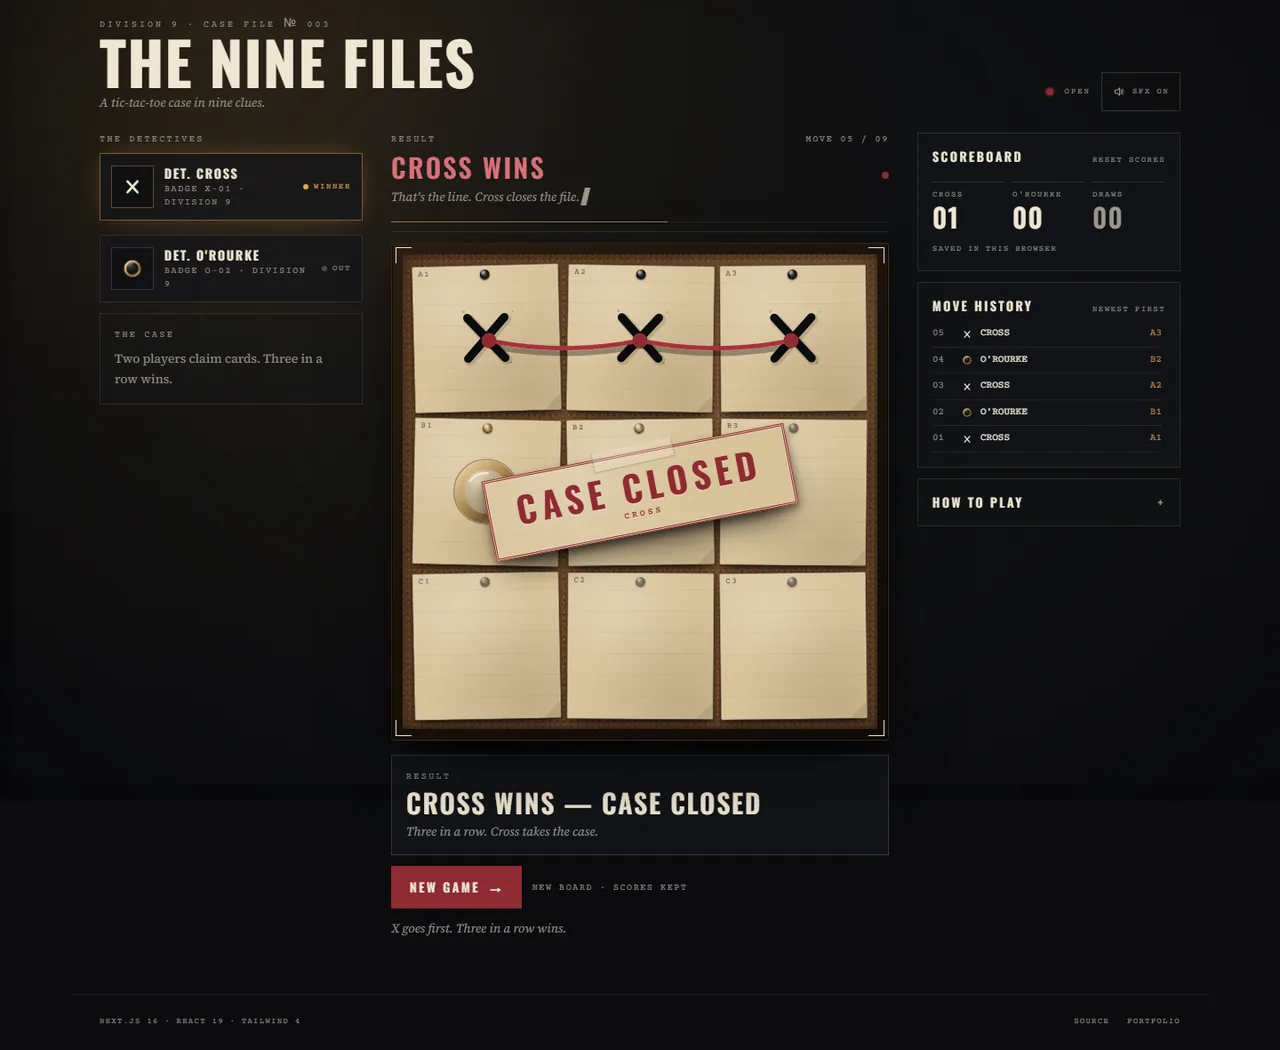 DIVISION 9 · CASE FILE № 003
THE NINE FILES
A tic-tac-toe case in nine clues.
OPEN
SFX ON
THE DETECTIVES
DET. CROSS
BADGE X-01 ·
DIVISION 9
WINNER
DET. O'ROURKE
BADGE O-02 · DIVISION
9
OUT
THE CASE
Two players claim cards. Three in a
row wins.
RESULT
MOVE 05 / 09
CROSS WINS
That's the line. Cross closes the file.
A1
A2
A3
B1
B2
B3
CASE CLOSED
CROSS
C1
C2
C3
RESULT
CROSS WINS — CASE CLOSED
Three in a row. Cross takes the case.
NEW GAME →
NEW BOARD · SCORES KEPT
X goes first. Three in a row wins.
SCOREBOARD
RESET SCORES
CROSS
O'ROURKE
DRAWS
01
00
00
SAVED IN THIS BROWSER
MOVE HISTORY
NEWEST FIRST
05 CROSS A3
04 O'ROURKE B2
03 CROSS A2
02 O'ROURKE B1
01 CROSS A1
HOW TO PLAY +
NEXT.JS 16 · REACT 19 · TAILWIND 4
SOURCE
PORTFOLIO